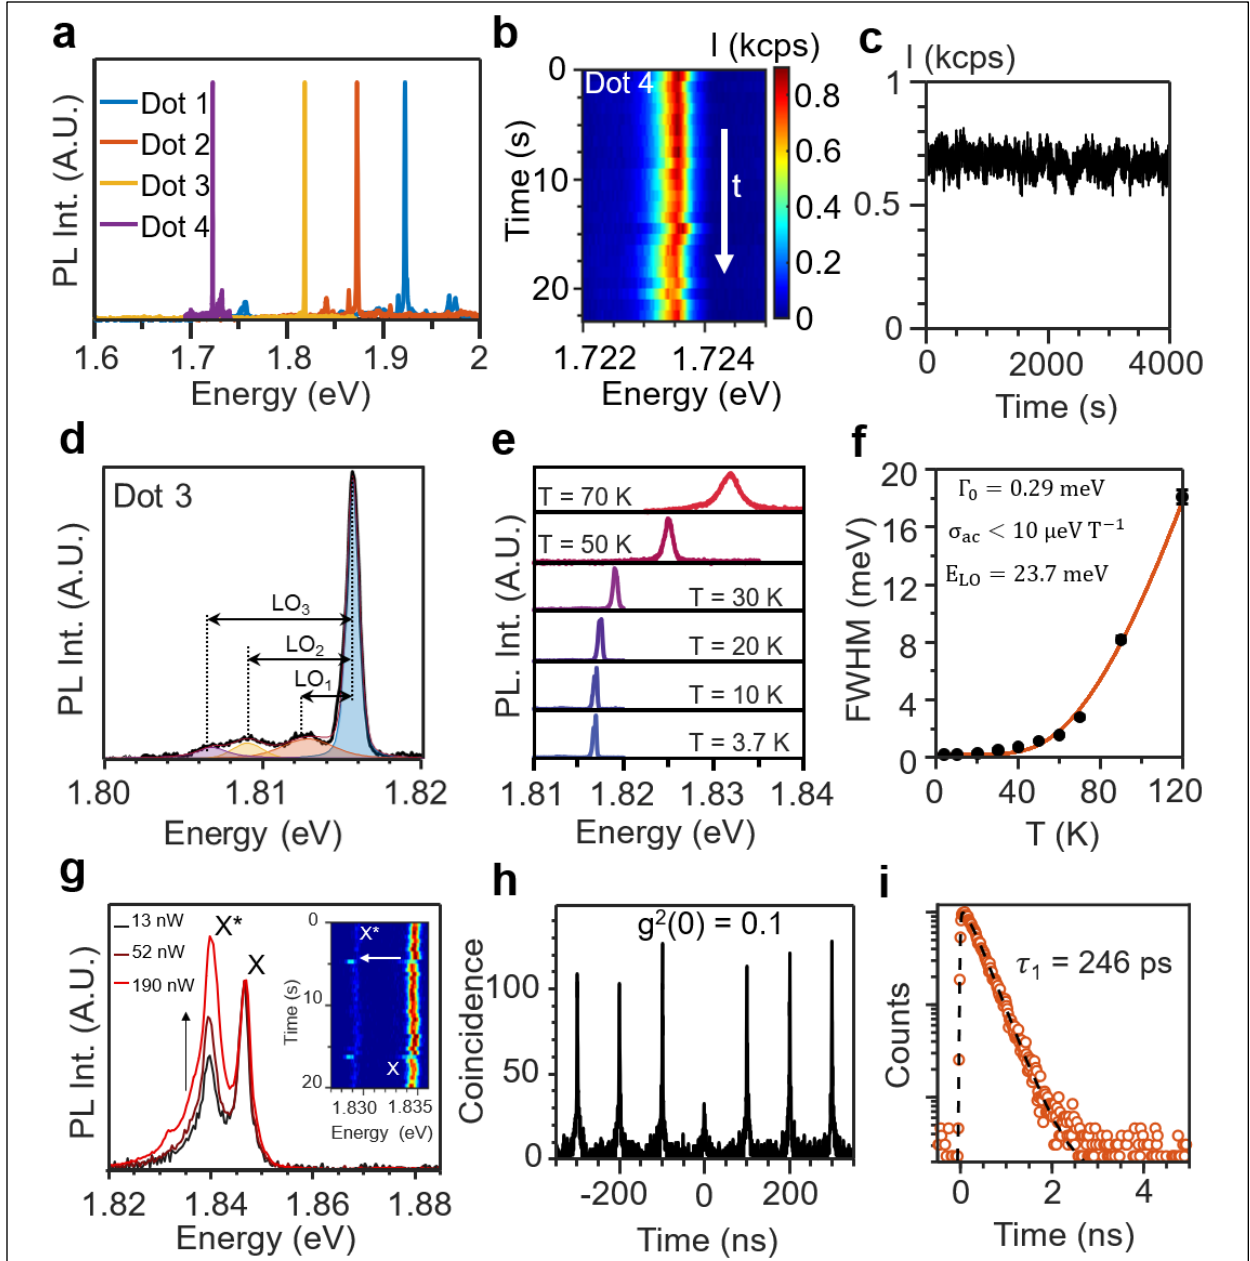 a
PL Int. (A.U.)
Dot 1
Dot 2
Dot 3
Dot 4
1.6 1.7 1.8 1.9 2
Energy (eV)
b
I (kcps)
Dot 4
Time (s)
0
10
20
t
0.8
0.6
0.4
0.2
0
1.722 1.724
Energy (eV)
c
I (kcps)
1
0.5
0
0 2000 4000
Time (s)
d
Dot 3
PL Int. (A.U.)
LO3
LO2
LO1
1.80 1.81 1.82
Energy (eV)
e
PL. Int. (A.U.)
T = 70 K
T = 50 K
T = 30 K
T = 20 K
T = 10 K
T = 3.7 K
1.81 1.82 1.83 1.84
Energy (eV)
f
FWHM (meV)
20
16
12
8
4
0
Γ₀ = 0.29 meV
σac < 10 μeV T⁻¹
ELO = 23.7 meV
0 40 80 120
T (K)
g
PL Int. (A.U.)
13 nW
52 nW
190 nW
X*
X
Time (s)
0
10
20
X*
X
1.830 1.835
Energy (eV)
1.82 1.84 1.86 1.88
Energy (eV)
h
Coincidence
g²(0) = 0.1
100
50
0
-200 0 200
Time (ns)
i
Counts
τ₁ = 246 ps
0 2 4
Time (ns)